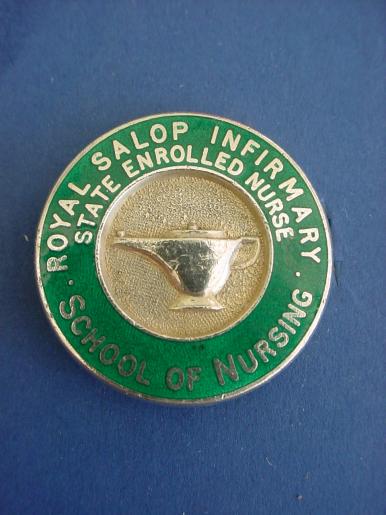 ROYAL SALOP INFIRMARY
STATE ENROLLED NURSE
SCHOOL OF NURSING